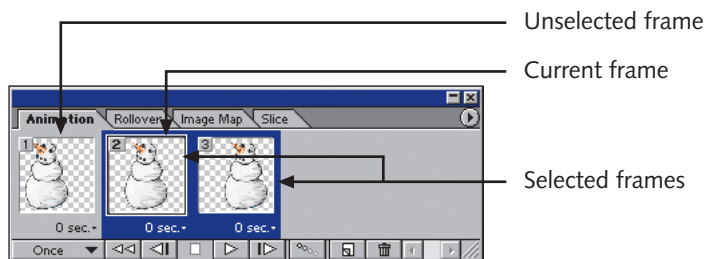 Unselected frame
Current frame
Animation Rollover Image Map Slice
1 2 3
Selected frames
0 sec. 0 sec. 0 sec.
Once